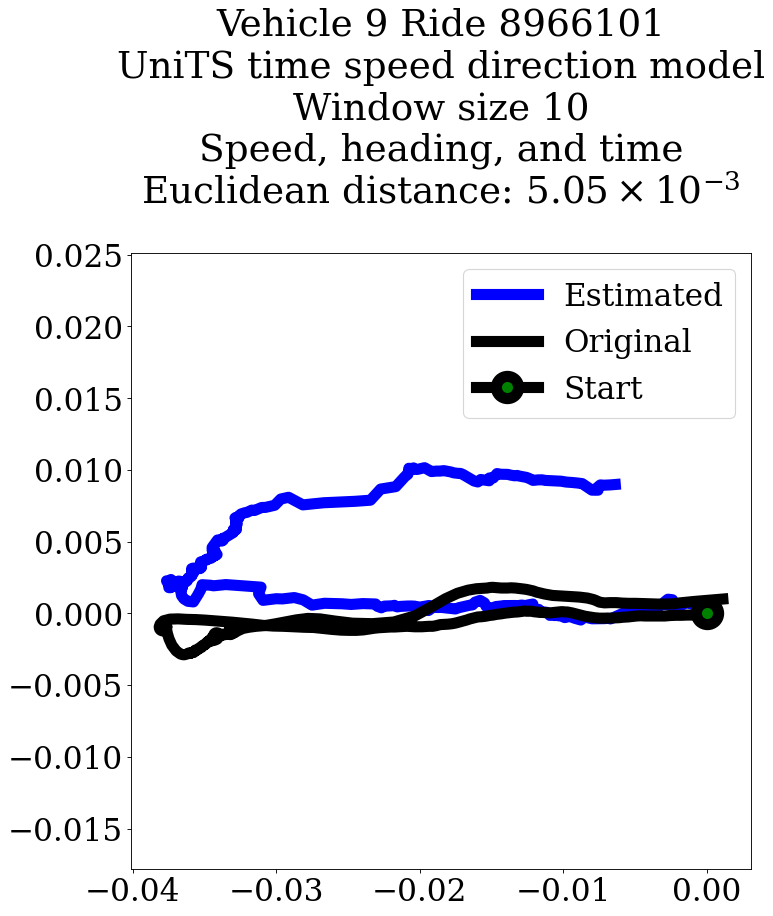 Vehicle 9 Ride 8966101
UniTS time speed direction model
Window size 10
Speed, heading, and time
Euclidean distance: 5.05 × 10⁻³
0.025
0.020
0.015
0.010
0.005
0.000
−0.005
−0.010
−0.015
Estimated
Original
Start
−0.04 −0.03 −0.02 −0.01 0.00